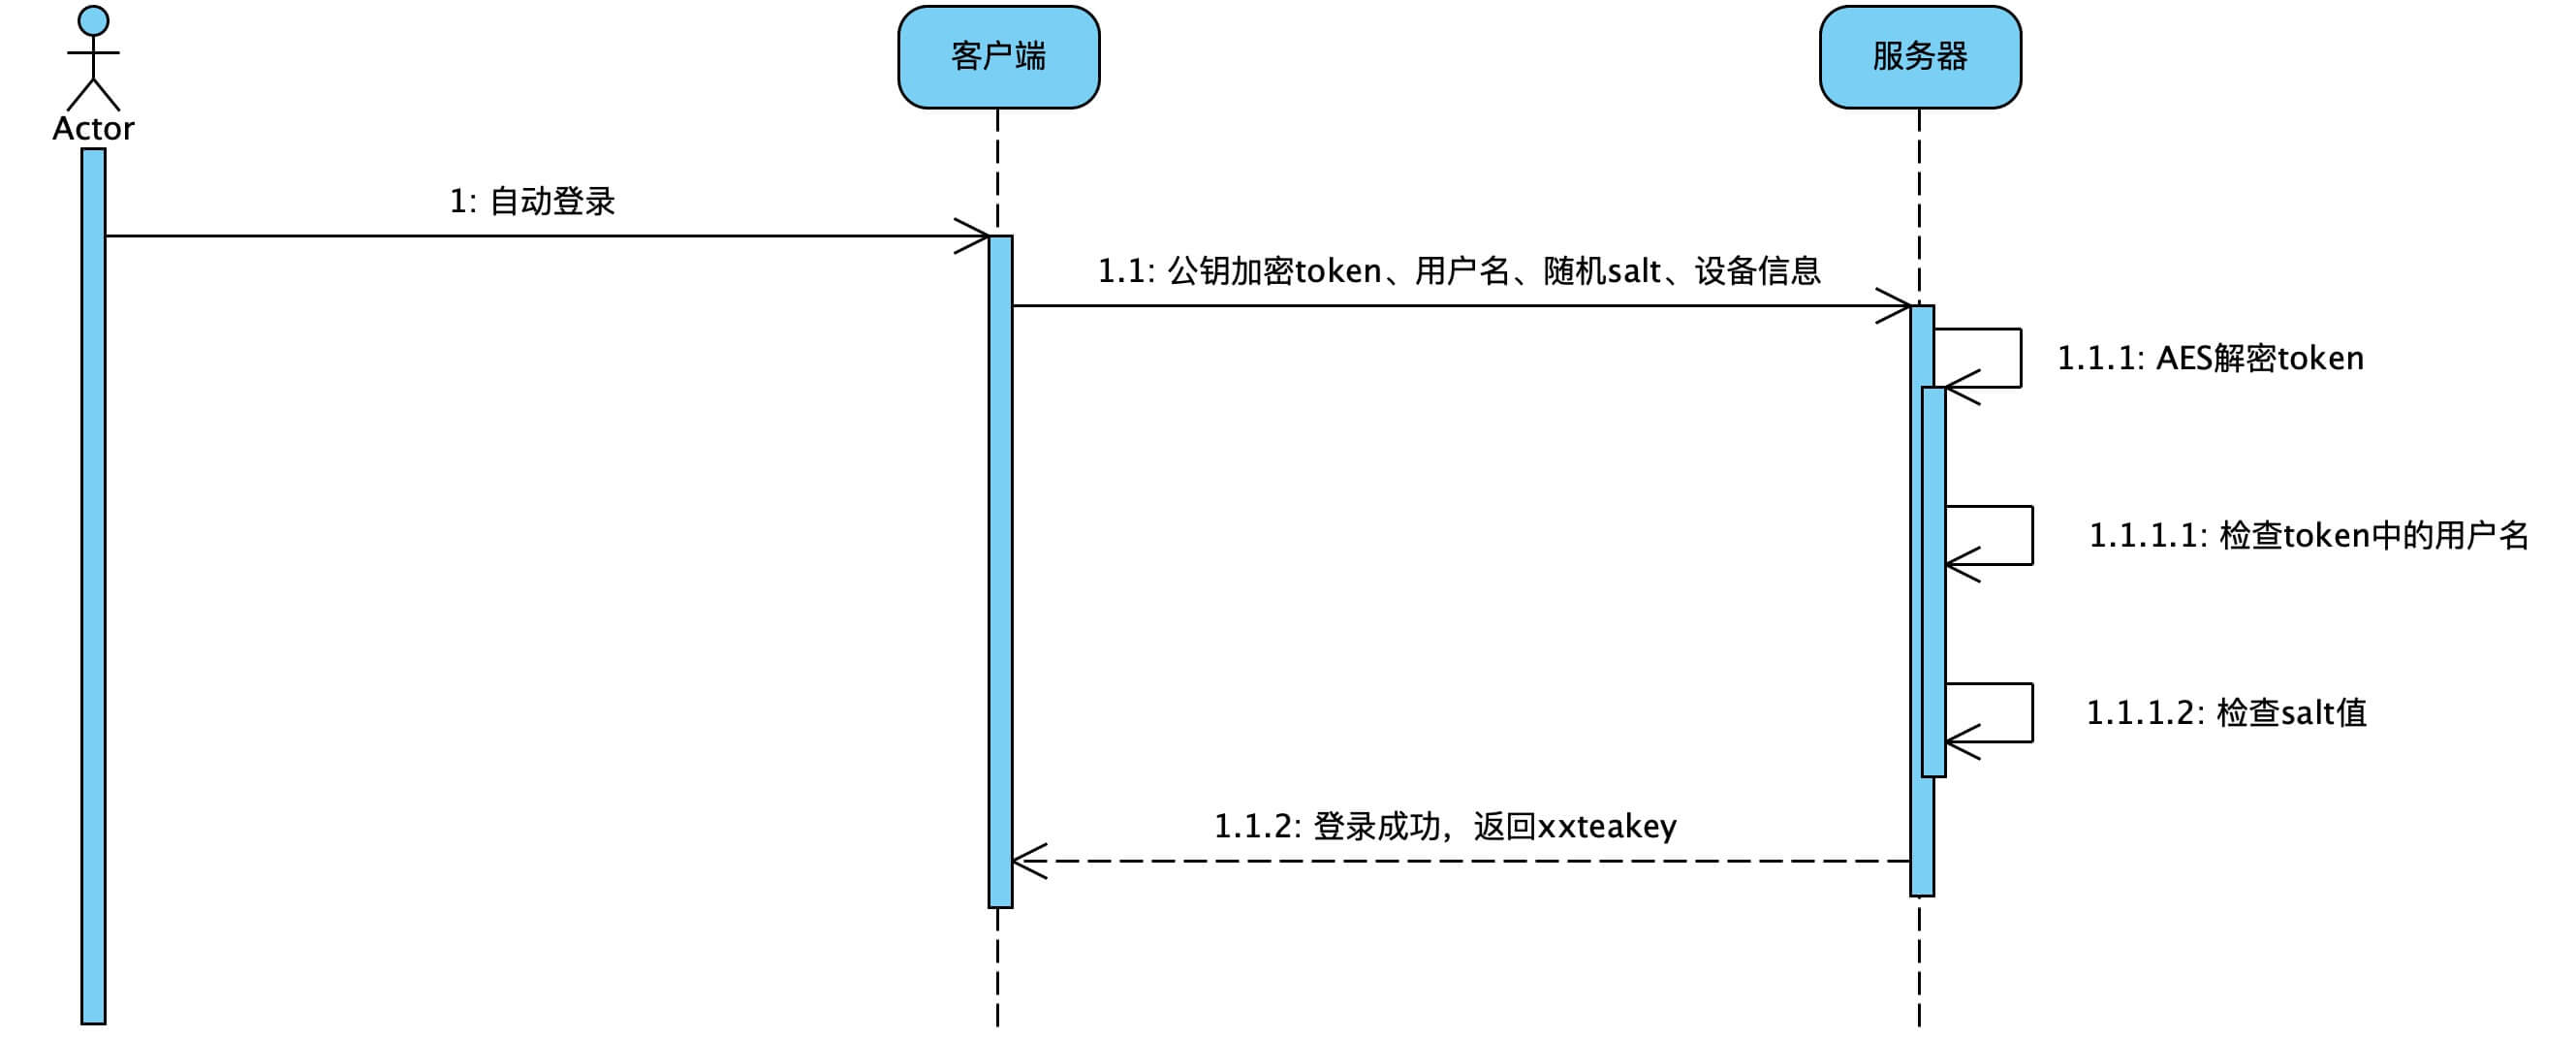 客户端
服务器
Actor
1: 自动登录
1.1: 公钥加密token、用户名、随机salt、设备信息
1.1.1: AES解密token
1.1.1.1: 检查token中的用户名
1.1.1.2: 检查salt值
1.1.2: 登录成功，返回xxteakey